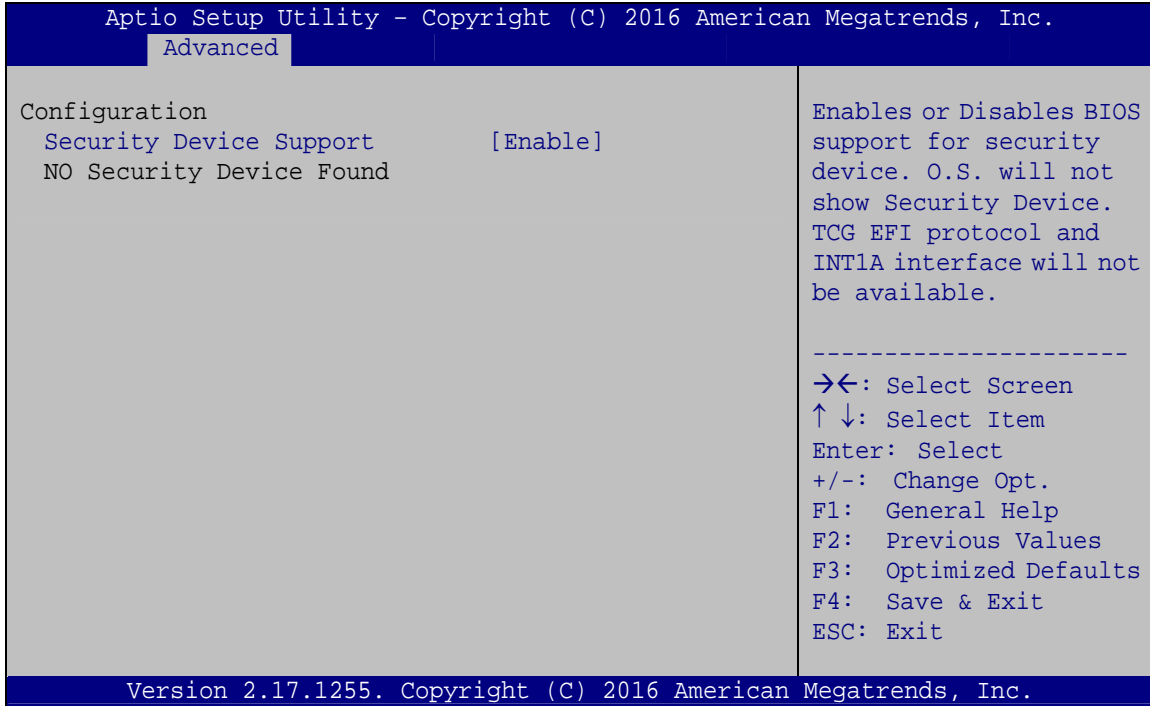 Aptio Setup Utility – Copyright (C) 2016 American Megatrends, Inc.
Advanced
Configuration
Security Device Support [Enable]
NO Security Device Found
Enables or Disables BIOS
support for security
device. O.S. will not
show Security Device.
TCG EFI protocol and
INT1A interface will not
be available.
----------------------
→←: Select Screen
↑ ↓: Select Item
Enter: Select
+/-: Change Opt.
F1: General Help
F2: Previous Values
F3: Optimized Defaults
F4: Save & Exit
ESC: Exit
Version 2.17.1255. Copyright (C) 2016 American Megatrends, Inc.